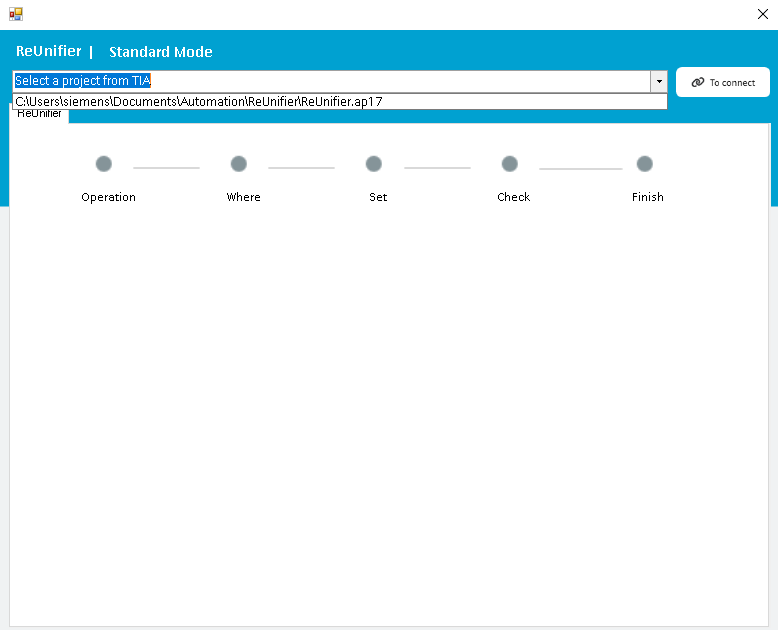 ReUnifier | Standard Mode
Select a project from TIA
To connect
C:\Users\siemens\Documents\Automation\ReUnifier\ReUnifier.ap17
ReUnifier
Operation Where Set Check Finish